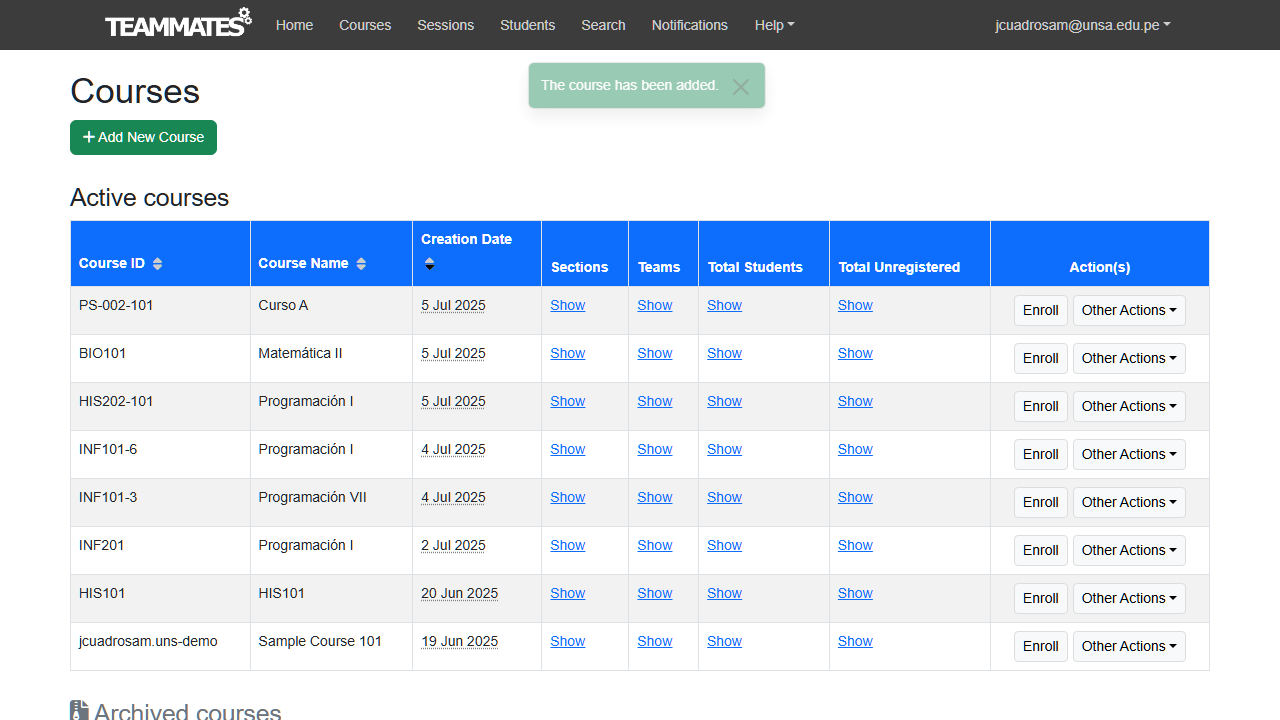 TEAMMATES Home Courses Sessions Students Search Notifications Help jcuadrosam@unsa.edu.pe
The course has been added.
Courses
Add New Course
Active courses
Course ID Course Name Creation Date Sections Teams Total Students Total Unregistered Action(s)
PS-002-101 Curso A 5 Jul 2025 Show Show Show Show Enroll Other Actions
BIO101 Matemática II 5 Jul 2025 Show Show Show Show Enroll Other Actions
HIS202-101 Programación I 5 Jul 2025 Show Show Show Show Enroll Other Actions
INF101-6 Programación I 4 Jul 2025 Show Show Show Show Enroll Other Actions
INF101-3 Programación VII 4 Jul 2025 Show Show Show Show Enroll Other Actions
INF201 Programación I 2 Jul 2025 Show Show Show Show Enroll Other Actions
HIS101 HIS101 20 Jun 2025 Show Show Show Show Enroll Other Actions
jcuadrosam.uns-demo Sample Course 101 19 Jun 2025 Show Show Show Show Enroll Other Actions
Archived courses